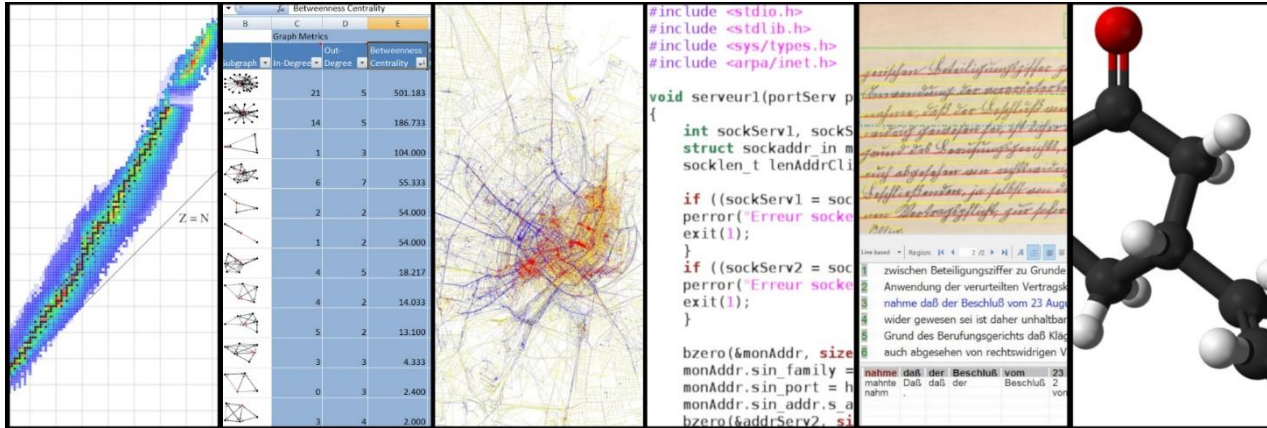 Z = N
fx Betweenness Centrality
B C D E
Graph Metrics
Subgraph In-Degree Out-Degree Betweenness Centrality
21 5 501.183
14 5 186.733
1 3 104.000
6 7 55.333
2 2 54.000
1 2 54.000
4 5 18.217
4 2 14.033
5 2 13.100
3 3 4.333
0 3 2.400
3 4 2.000
#include <stdio.h>
#include <stdlib.h>
#include <sys/types.h>
#include <arpa/inet.h>
void serveur1(portServ p
{
int sockServ1, sockS
struct sockaddr_in m
socklen_t lenAddrCli
if ((sockServ1 = soc
perror("Erreur socke
exit(1);
}
if ((sockServ2 = soc
perror("Erreur socke
exit(1);
}
bzero(&monAddr, size
monAddr.sin_family =
monAddr.sin_port = h
monAddr.sin_addr.s_a
bzero(&addrServ2, si
Line based Region: 2 /2
1 zwischen Beteiligungsziffer zu Grunde
2 Anwendung der verurteilten Vertragsk
3 nahme daß der Beschluß vom 23 Augu
4 wider gewesen sei ist daher unhaltbar
5 Grund des Berufungsgerichts daß Kläg
6 auch abgesehen von rechtswidrigen V
nahme daß der Beschluß vom 23
mahnte Daß daß der Beschluß 2
nahm , von